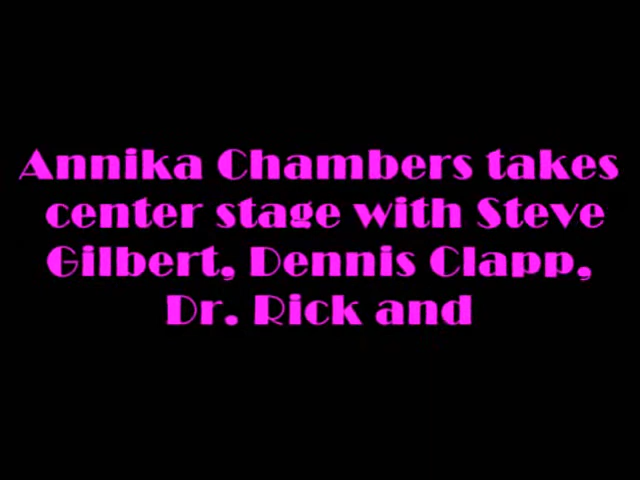 Annika Chambers takes
center stage with Steve
Gilbert, Dennis Clapp,
Dr. Rick and